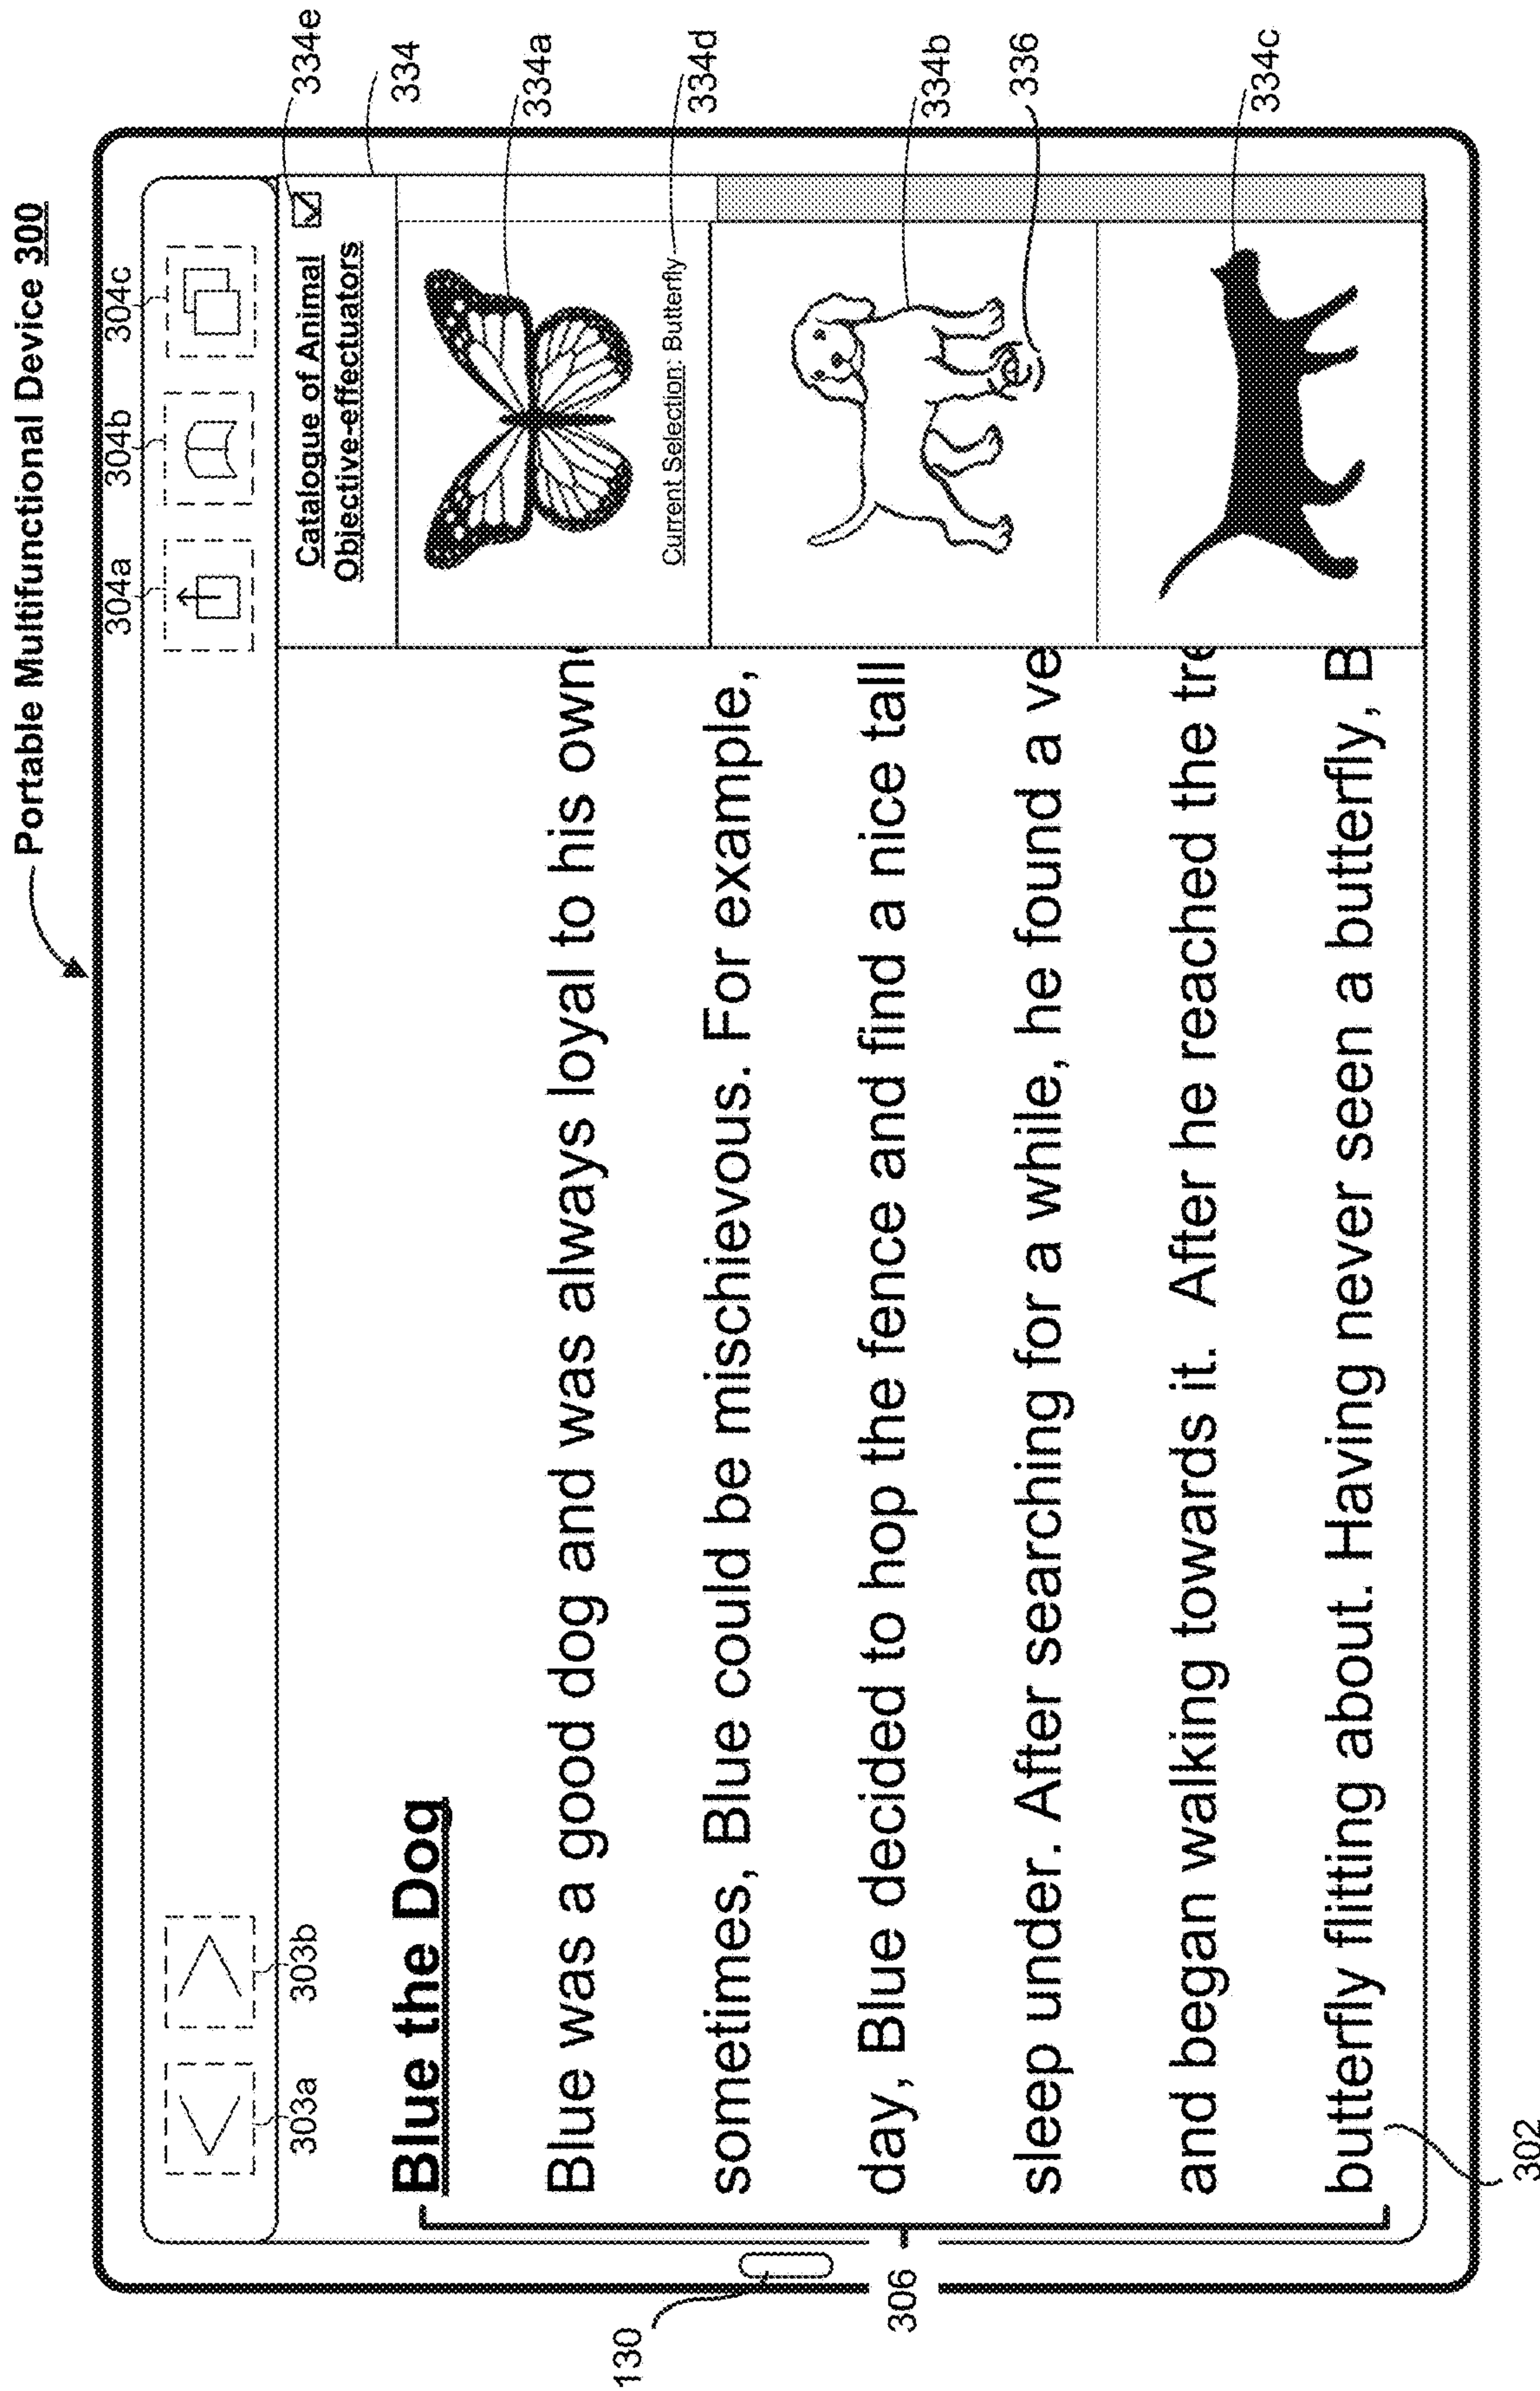 Portable Multifunctional Device 300
304a
304b
304c
303a
303b
334e
334
334a
334d
334b
336
334c
Catalogue of Animal
Objective-effectuators
Current Selection: Butterfly
Blue the Dog
Blue was a good dog and was always loyal to his own
sometimes, Blue could be mischievous. For example,
day, Blue decided to hop the fence and find a nice tall
sleep under. After searching for a while, he found a ve
and began walking towards it. After he reached the tre
butterfly flitting about. Having never seen a butterfly, B
130
306
302